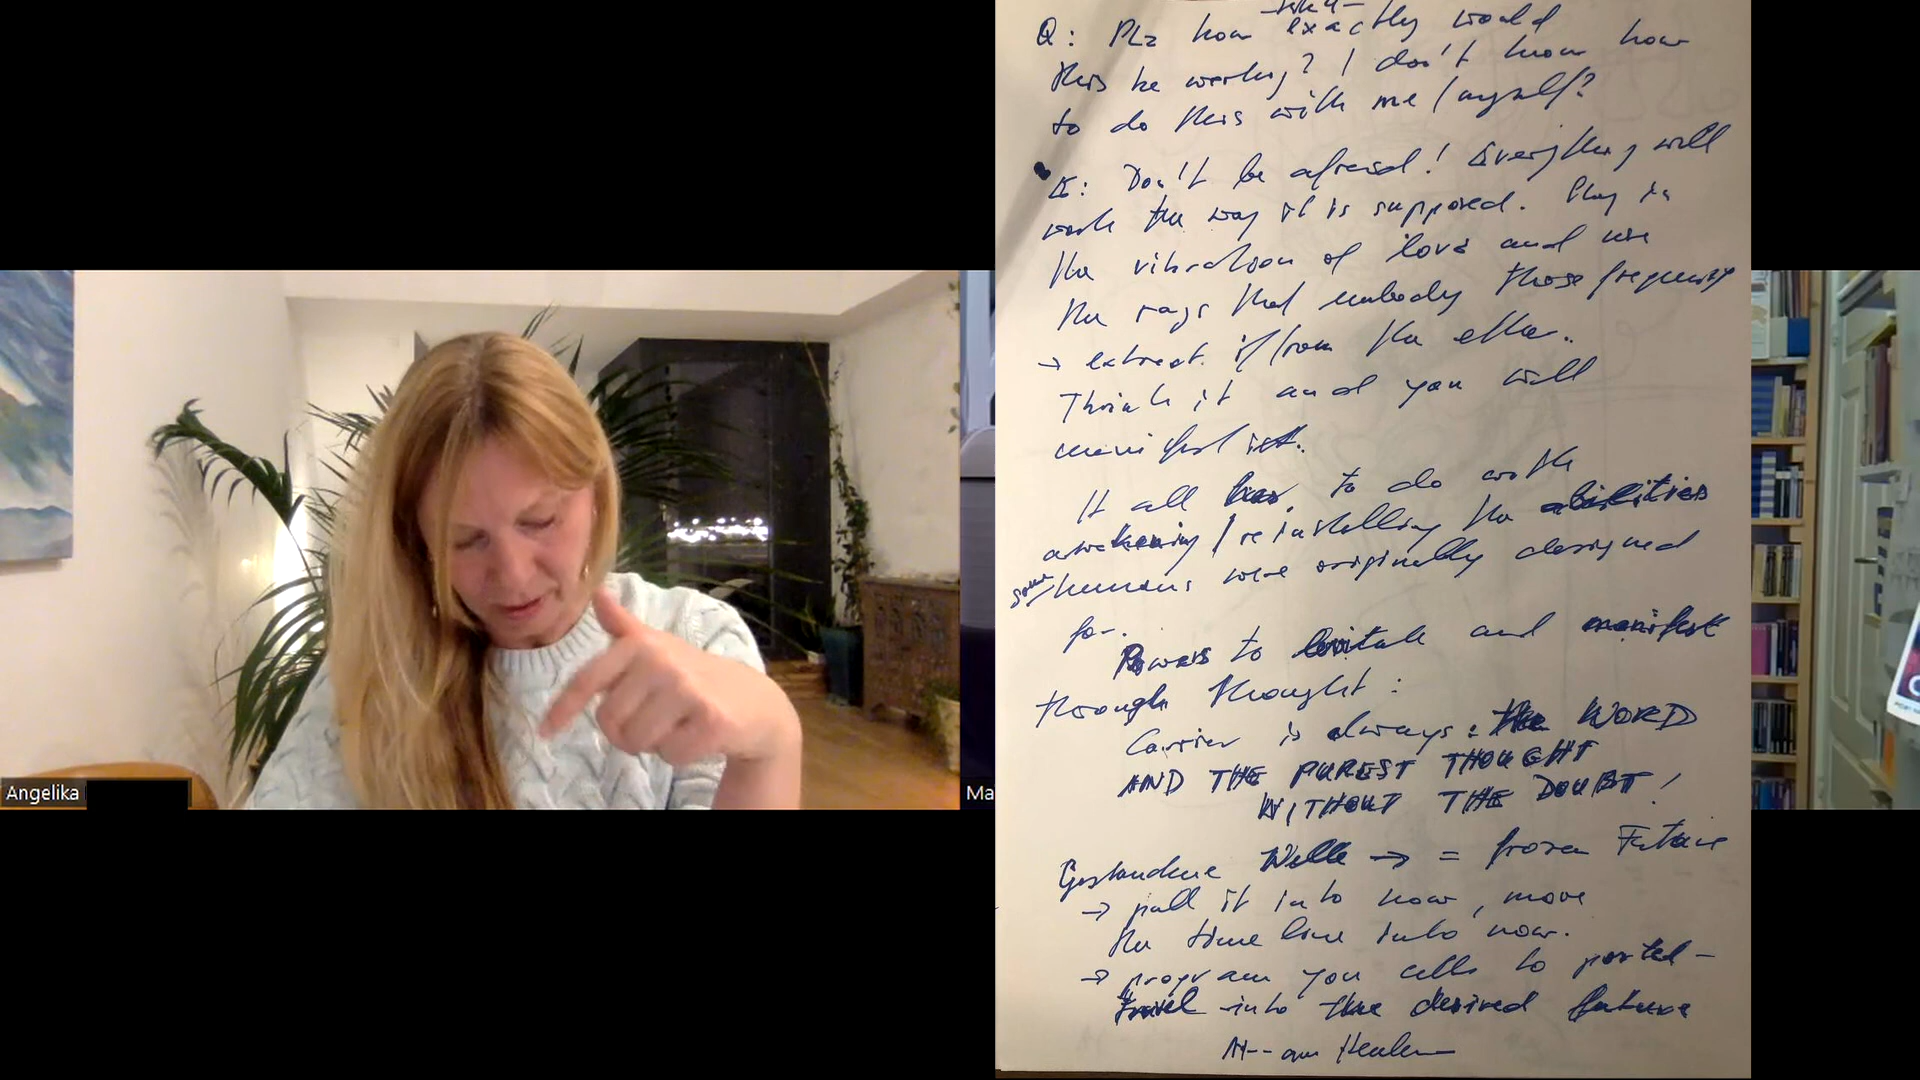 Q: PLz how exactly would
this be working? I don't know how
to do this with me / myself?
E: Don't be afraid! Everything will
work the way it is supposed. Stay in
the vibration of love and use
the rays that embody those frequency
→ extract it from the ether.
Think it and you will
manifest it.
It all has to do with
awakening / reinstalling the abilities
some humans were originally designed
for.
Powers to levitate and manifest
through thought:
Carrier is always: the WORD
AND THE PUREST THOUGHT
WITHOUT THE DOUBT!
Gestandene Welle → = frozen Future
→ pull it into now, move
the time line into now.
→ program you cells to portal-
travel into the desired future
Angelika
Ma